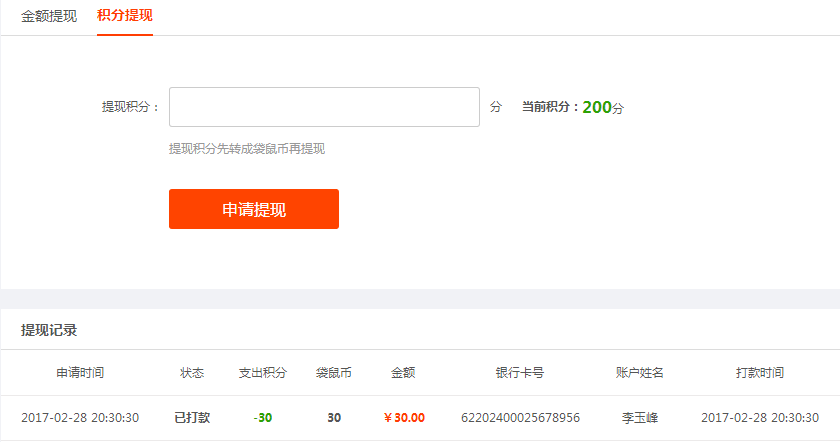 金额提现 积分提现
提现积分： 分 当前积分：200分
提现积分先转成袋鼠币再提现
申请提现
提现记录
申请时间 状态 支出积分 袋鼠币 金额 银行卡号 账户姓名 打款时间
2017-02-28 20:30:30 已打款 -30 30 ￥30.00 62202400025678956 李玉峰 2017-02-28 20:30:30